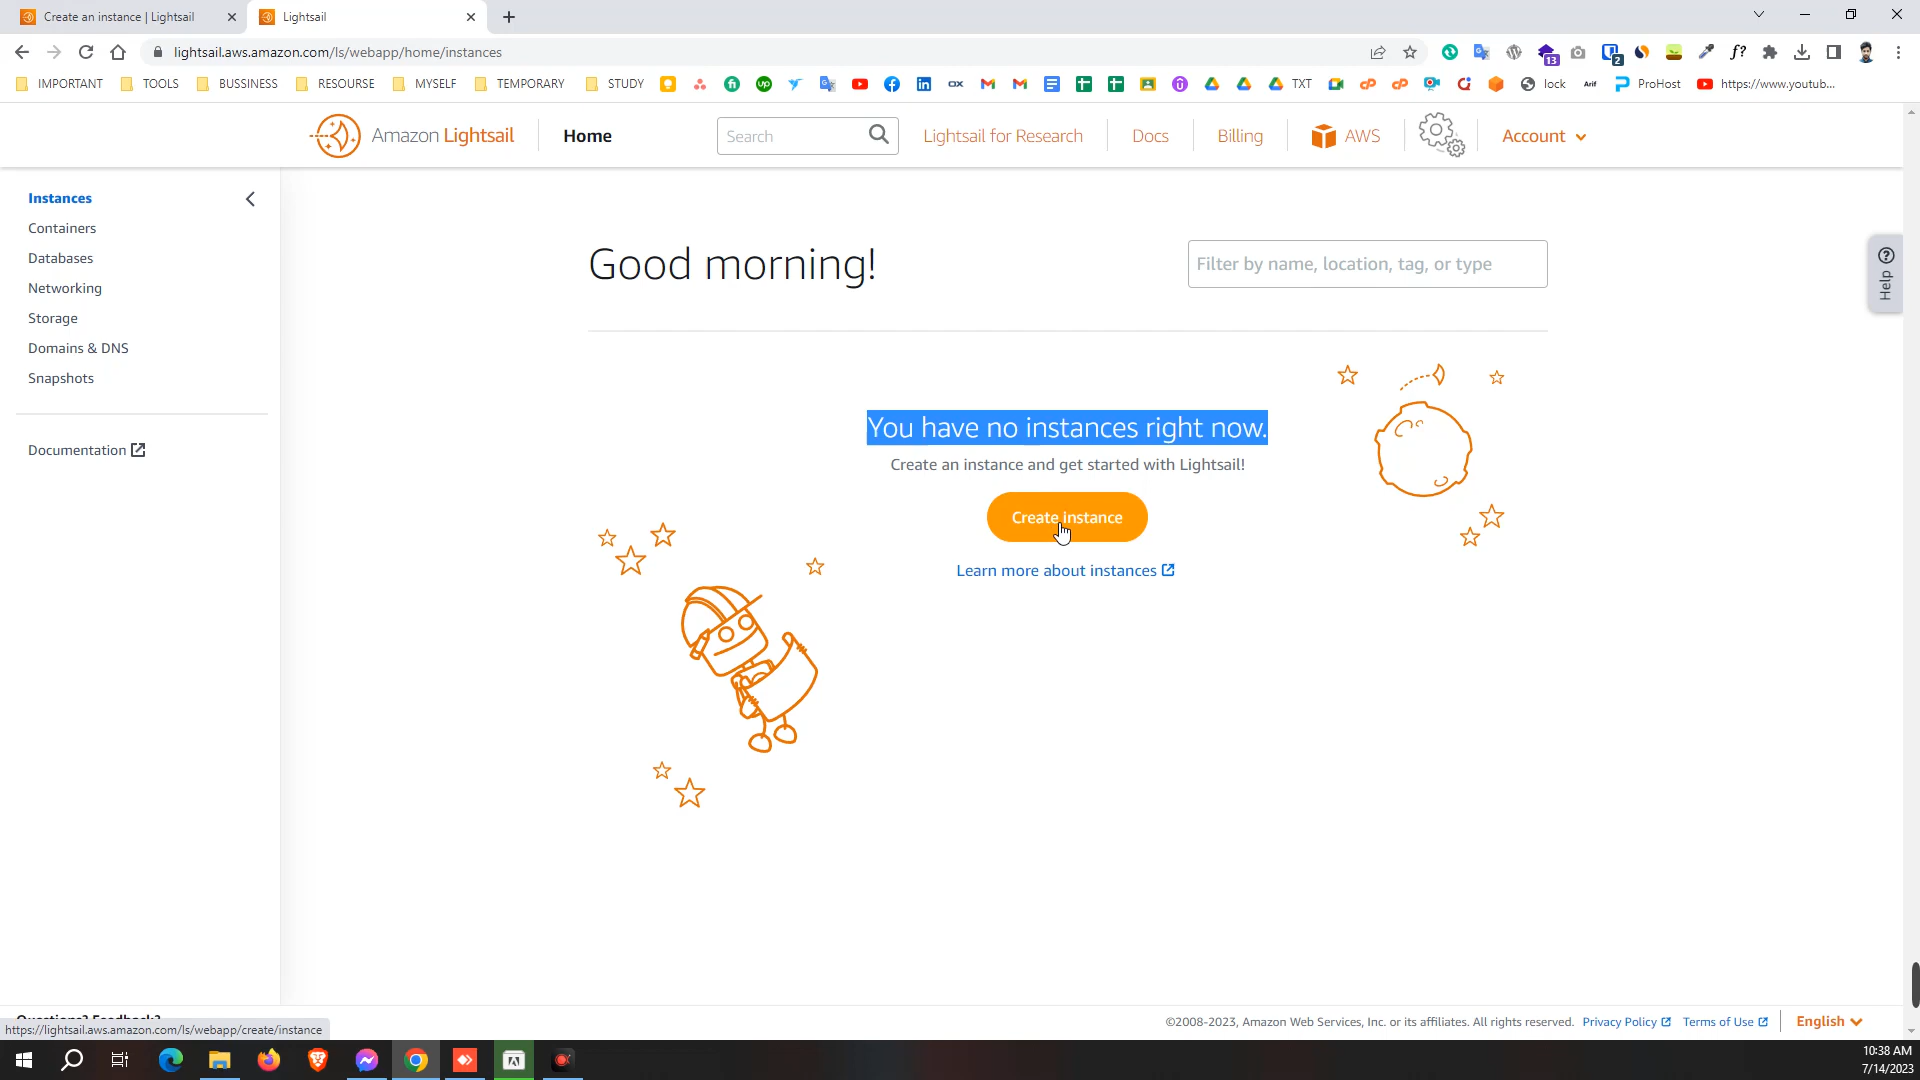 Create an instance | Lightsail
Lightsail
lightsail.aws.amazon.com/ls/webapp/home/instances
13
2
f?
IMPORTANT
TOOLS
BUSSINESS
RESOURSE
MYSELF
TEMPORARY
STUDY
TXT
lock
Arif
ProHost
https://www.youtub...
Amazon Lightsail
Home
Search
Lightsail for Research
Docs
Billing
AWS
Account
Instances
Containers
Databases
Networking
Storage
Domains & DNS
Snapshots
Documentation
Good morning!
Filter by name, location, tag, or type
Help
You have no instances right now.
Create an instance and get started with Lightsail!
Create instance
Learn more about instances
Questions? Feedback?
https://lightsail.aws.amazon.com/ls/webapp/create/instance
©2008-2023, Amazon Web Services, Inc. or its affiliates. All rights reserved.
Privacy Policy
Terms of Use
English
10:38 AM
7/14/2023